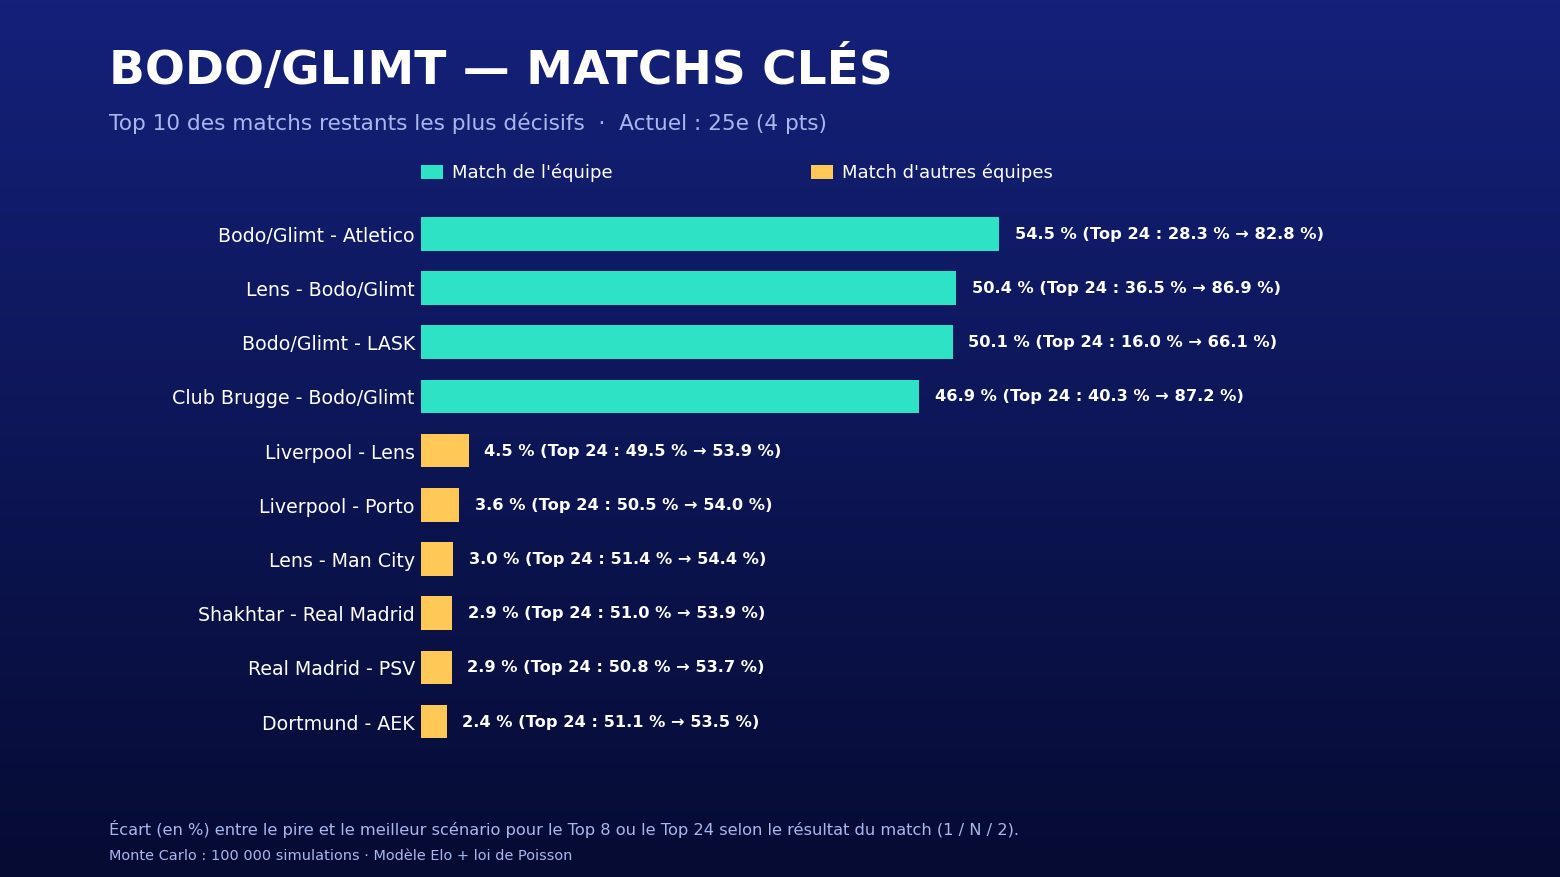 BODO/GLIMT — MATCHS CLÉS
Top 10 des matchs restants les plus décisifs · Actuel : 25e (4 pts)
Match de l'équipe Match d'autres équipes
Bodo/Glimt - Atletico 54.5 % (Top 24 : 28.3 % → 82.8 %)
Lens - Bodo/Glimt 50.4 % (Top 24 : 36.5 % → 86.9 %)
Bodo/Glimt - LASK 50.1 % (Top 24 : 16.0 % → 66.1 %)
Club Brugge - Bodo/Glimt 46.9 % (Top 24 : 40.3 % → 87.2 %)
Liverpool - Lens 4.5 % (Top 24 : 49.5 % → 53.9 %)
Liverpool - Porto 3.6 % (Top 24 : 50.5 % → 54.0 %)
Lens - Man City 3.0 % (Top 24 : 51.4 % → 54.4 %)
Shakhtar - Real Madrid 2.9 % (Top 24 : 51.0 % → 53.9 %)
Real Madrid - PSV 2.9 % (Top 24 : 50.8 % → 53.7 %)
Dortmund - AEK 2.4 % (Top 24 : 51.1 % → 53.5 %)
Écart (en %) entre le pire et le meilleur scénario pour le Top 8 ou le Top 24 selon le résultat du match (1 / N / 2).
Monte Carlo : 100 000 simulations · Modèle Elo + loi de Poisson